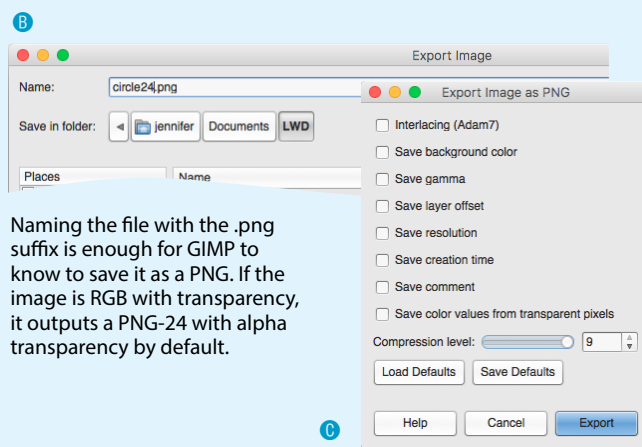 B
Export Image
Name: circle24.png
Save in folder: jennifer Documents LWD
Places Name
Export Image as PNG
Interlacing (Adam7)
Save background color
Save gamma
Save layer offset
Save resolution
Save creation time
Save comment
Save color values from transparent pixels
Compression level: 9
Load Defaults Save Defaults
Help Cancel Export
Naming the file with the .png
suffix is enough for GIMP to
know to save it as a PNG. If the
image is RGB with transparency,
it outputs a PNG-24 with alpha
transparency by default.
C